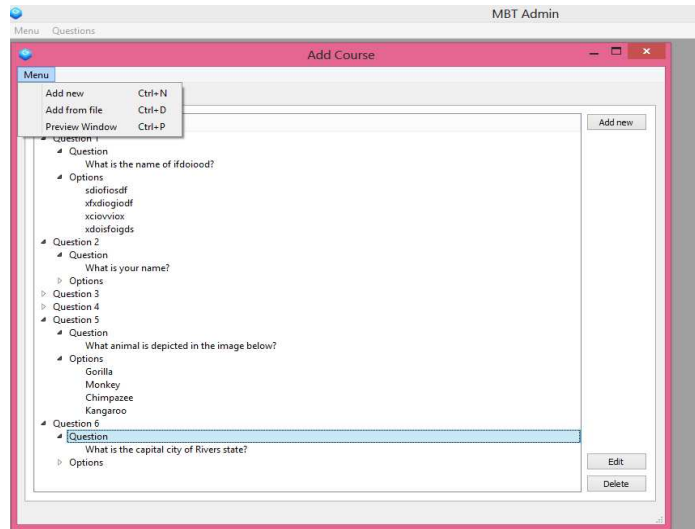 MBT Admin
Menu Questions
Add Course
Menu
Add new Ctrl+N
Add from file Ctrl+D
Preview Window Ctrl+P
Add new
Question 1
Question
What is the name of ifdoiood?
Options
sdiofiosdf
xfxdiogiodf
xciovviox
xdoisfoigds
Question 2
Question
What is your name?
Options
Question 3
Question 4
Question 5
Question
What animal is depicted in the image below?
Options
Gorilla
Monkey
Chimpazee
Kangaroo
Question 6
Question
What is the capital city of Rivers state?
Options
Edit
Delete